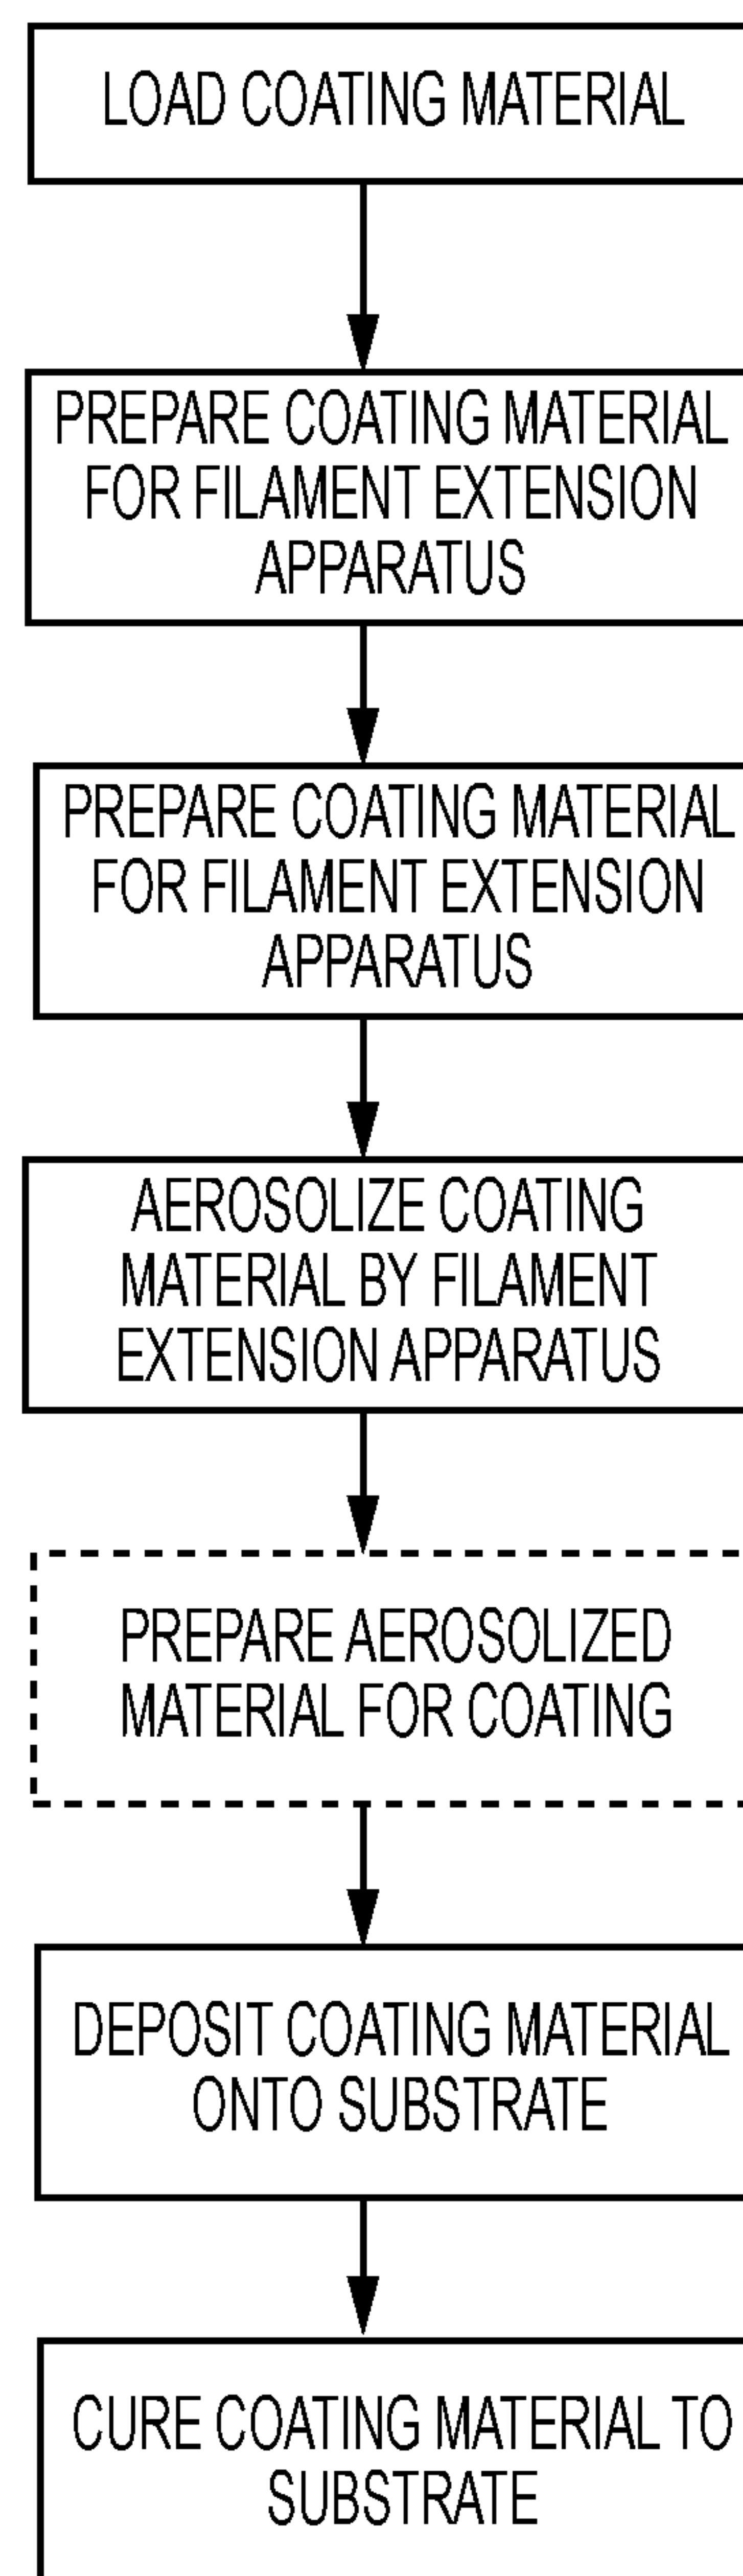 LOAD COATING MATERIAL
PREPARE COATING MATERIAL
FOR FILAMENT EXTENSION
APPARATUS
PREPARE COATING MATERIAL
FOR FILAMENT EXTENSION
APPARATUS
AEROSOLIZE COATING
MATERIAL BY FILAMENT
EXTENSION APPARATUS
PREPARE AEROSOLIZED
MATERIAL FOR COATING
DEPOSIT COATING MATERIAL
ONTO SUBSTRATE
CURE COATING MATERIAL TO
SUBSTRATE